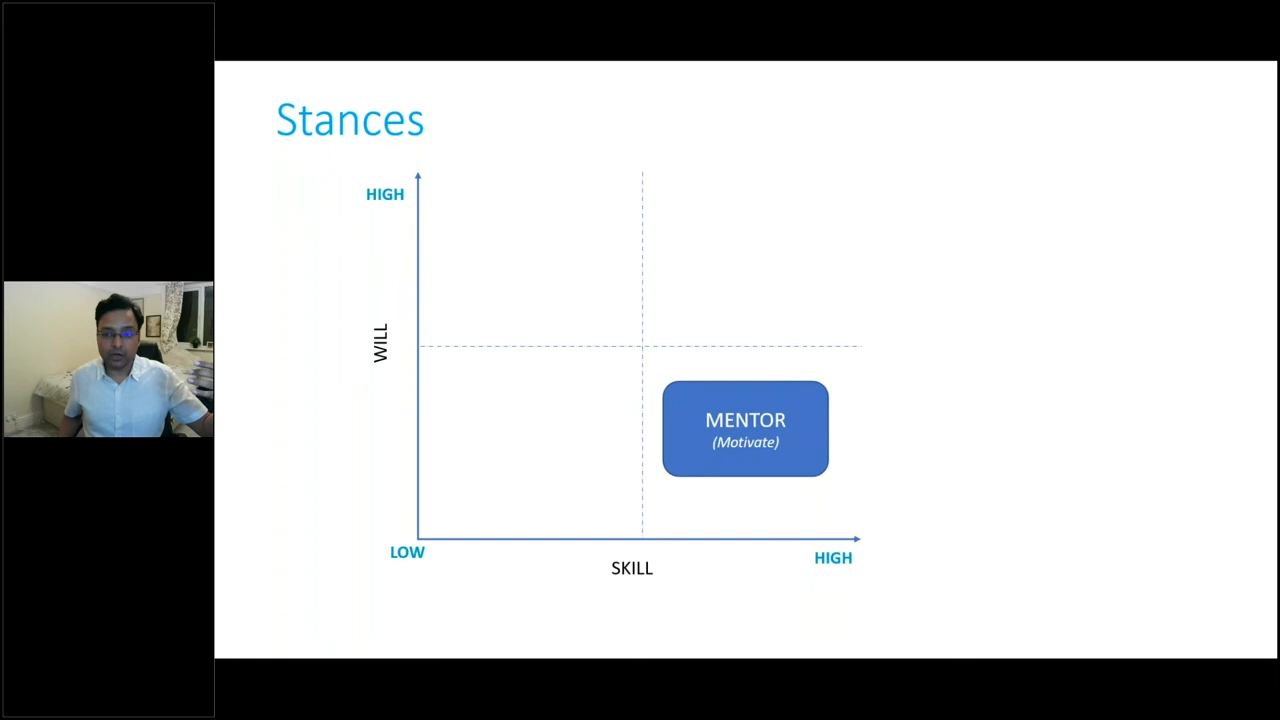 Stances
HIGH
WILL
MENTOR
(Motivate)
LOW
HIGH
SKILL